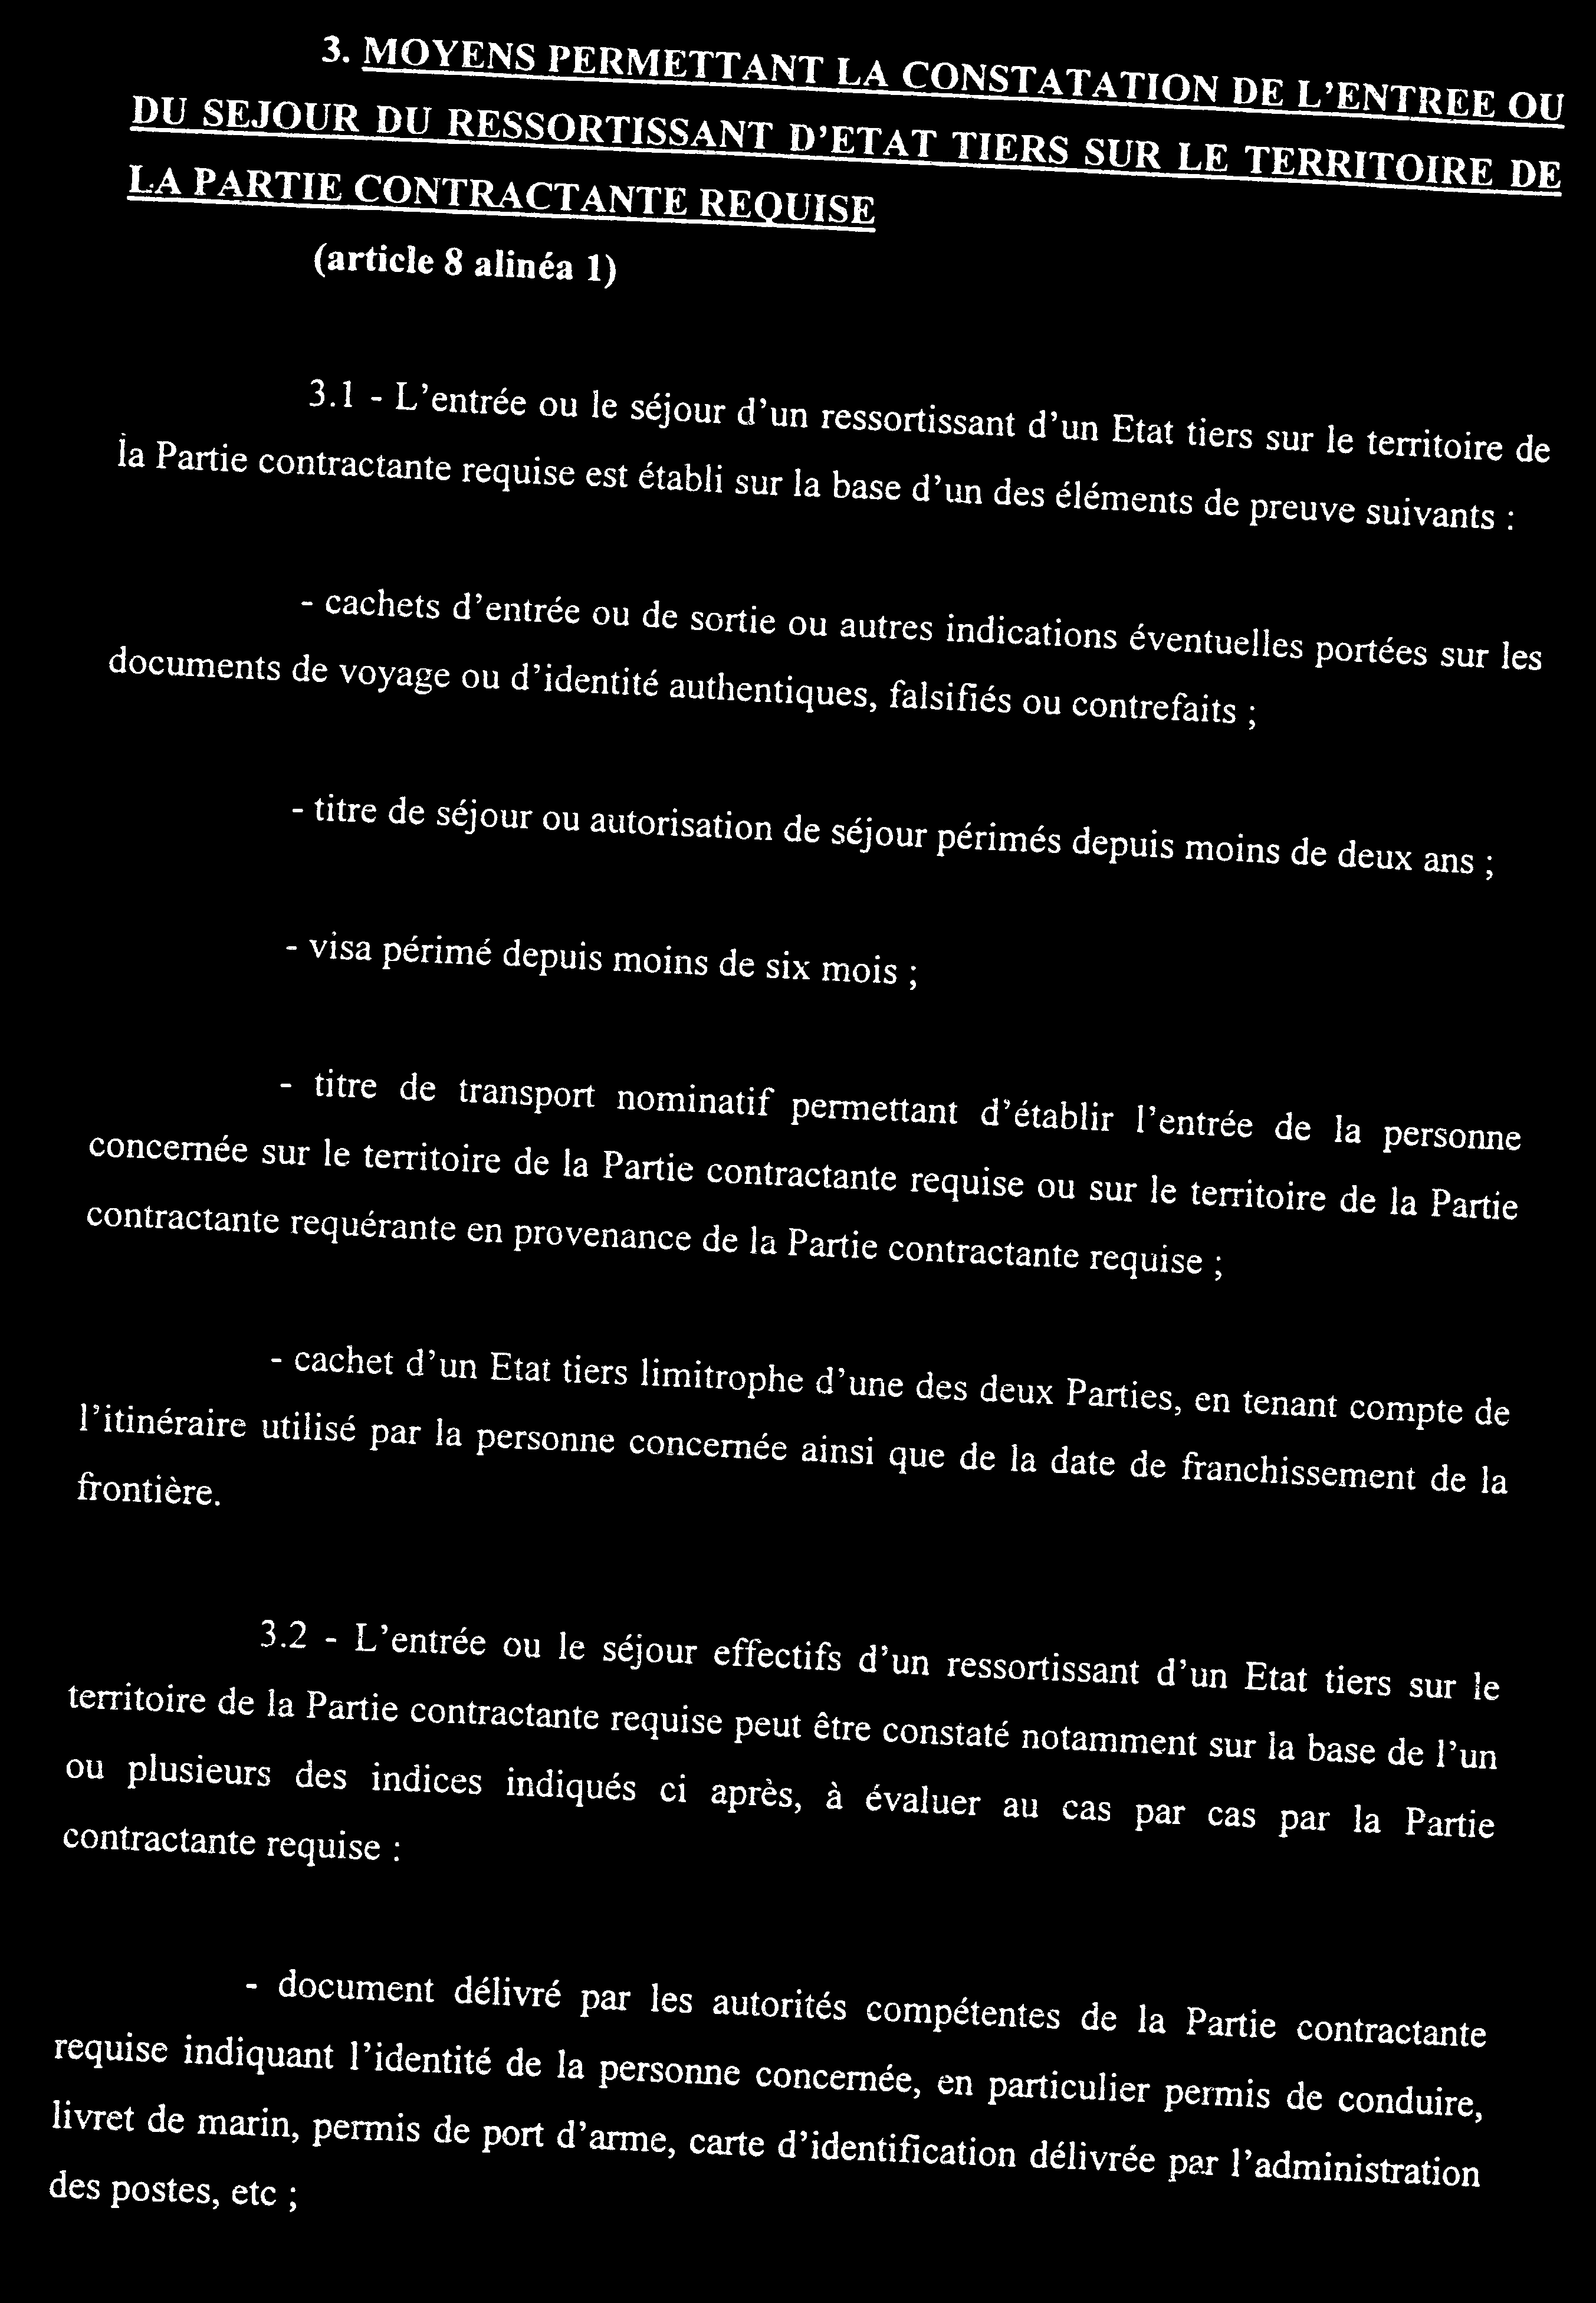 3. MOYENS PERMETTANT LA CONSTATATION DE L’ENTREE OU
DU SEJOUR DU RESSORTISSANT D’ETAT TIERS SUR LE TERRITOIRE DE
LA PARTIE CONTRACTANTE REQUISE
(article 8 alinéa 1)
3.1 - L’entrée ou le séjour d’un ressortissant d’un Etat tiers sur le territoire de
la Partie contractante requise est établi sur la base d’un des éléments de preuve suivants :
- cachets d’entrée ou de sortie ou autres indications éventuelles portées sur les
documents de voyage ou d’identité authentiques, falsifiés ou contrefaits ;
- titre de séjour ou autorisation de séjour périmés depuis moins de deux ans ;
- visa périmé depuis moins de six mois ;
- titre de transport nominatif permettant d’établir l’entrée de la personne
concernée sur le territoire de la Partie contractante requise ou sur le territoire de la Partie
contractante requérante en provenance de la Partie contractante requise ;
- cachet d’un Etat tiers limitrophe d’une des deux Parties, en tenant compte de
l’itinéraire utilisé par la personne concernée ainsi que de la date de franchissement de la
frontière.
3.2 - L’entrée ou le séjour effectifs d’un ressortissant d’un Etat tiers sur le
territoire de la Partie contractante requise peut être constaté notamment sur la base de l’un
ou plusieurs des indices indiqués ci après, à évaluer au cas par cas par la Partie
contractante requise :
- document délivré par les autorités compétentes de la Partie contractante
requise indiquant l’identité de la personne concernée, en particulier permis de conduire,
livret de marin, permis de port d’arme, carte d’identification délivrée par l’administration
des postes, etc ;